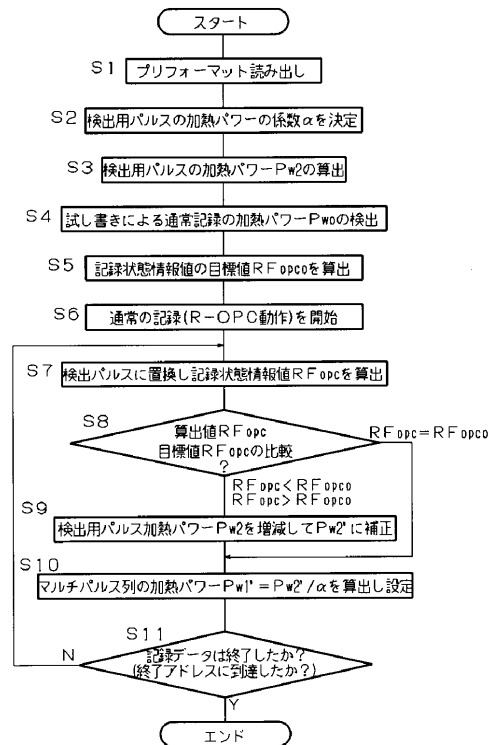 スタート
S1
プリフォーマット読み出し
S2
検出用パルスの加熱パワーの係数αを決定
S3
検出用パルスの加熱パワーPw2の算出
S4
試し書きによる通常記録の加熱パワーPwoの検出
S5
記録状態情報値の目標値RFopcoを算出
S6
通常の記録(R-OPC動作)を開始
S7
検出パルスに置換し記録状態情報値RFopcを算出
S8
算出値RFopc
目標値RFopcの比較
?
RFopc=RFopco
RFopc<RFopco
RFopc>RFopco
S9
検出用パルス加熱パワーPw2を増減してPw2'に補正
S10
マルチパルス列の加熱パワーPw1'=Pw2'/αを算出し設定
S11
記録データは終了したか?
(終了アドレスに到達したか?)
N
Y
エンド